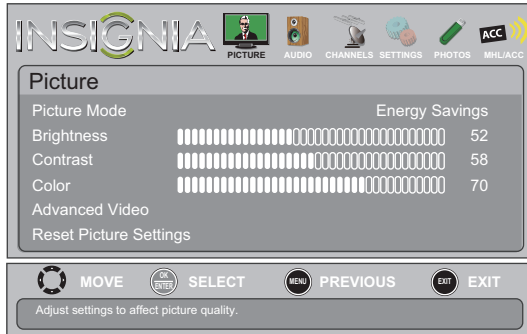 INSIGNIA
PICTURE AUDIO CHANNELS SETTINGS PHOTOS ACC MHL/ACC
Picture
Picture Mode Energy Savings
Brightness 52
Contrast 58
Color 70
Advanced Video
Reset Picture Settings
MOVE OK ENTER SELECT MENU PREVIOUS EXIT EXIT
Adjust settings to affect picture quality.